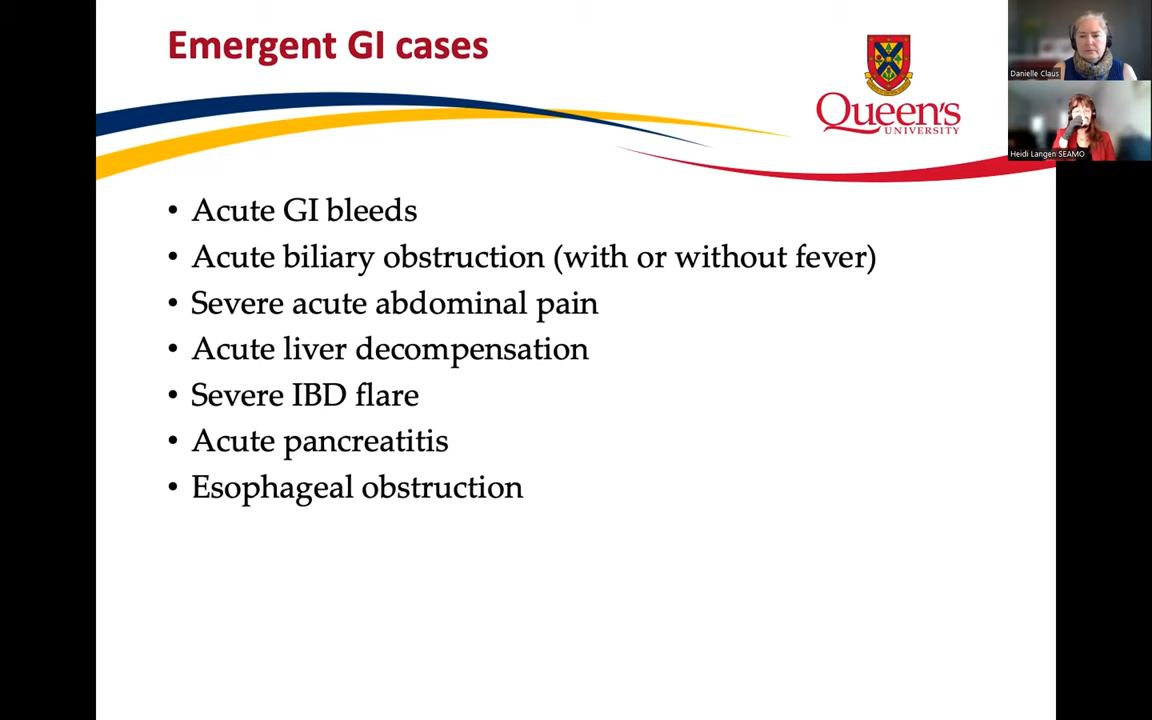 Emergent GI cases
Queen's
UNIVERSITY
Danielle Claus
Heidi Langen SEAMO
• Acute GI bleeds
• Acute biliary obstruction (with or without fever)
• Severe acute abdominal pain
• Acute liver decompensation
• Severe IBD flare
• Acute pancreatitis
• Esophageal obstruction